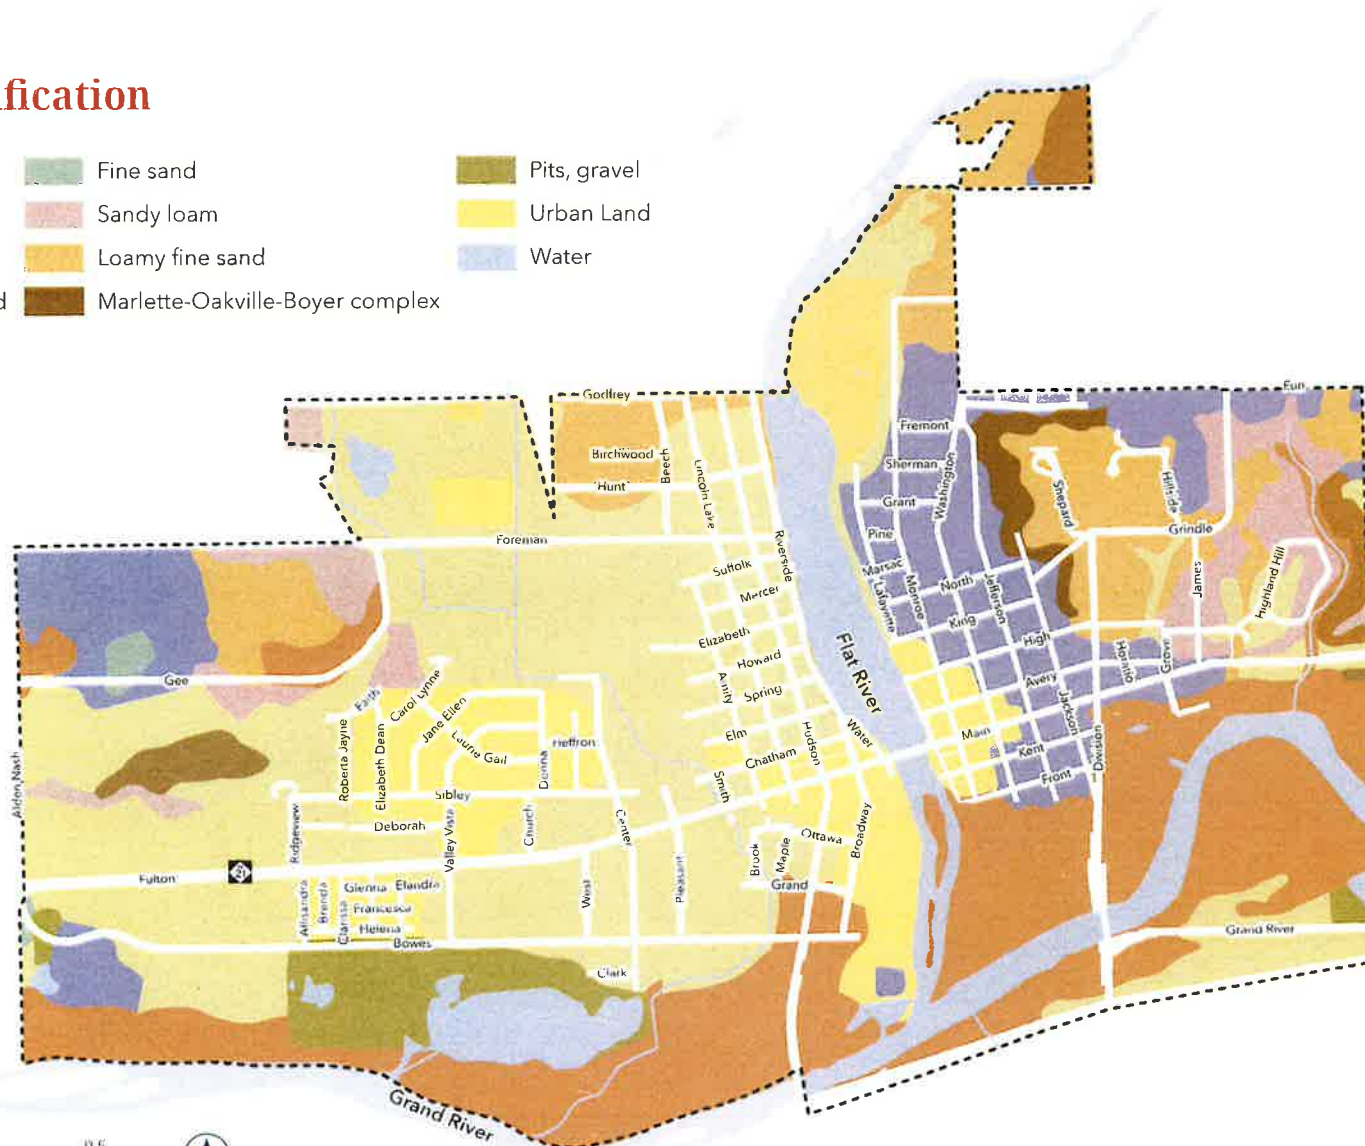 ification
Fine sand
Sandy loam
Loamy fine sand
d
Marlette-Oakville-Boyer complex
Pits, gravel
Urban Land
Water
Godfrey
Birchwood
Hunt
Beech
Lincoln Lake
Riverside
Foreman
Suffolk
Mercer
Elizabeth
Howard
Amity
Spring
Elm
Chatham
Hudson
Water
Smith
Flat River
Fremont
Sherman
Washington
Grant
Pine
Marsac
Lafayette
Monroe
North
Jefferson
King
High
Avery
Jackson
Main
Kent
Front
Division
Horatio
Grove
James
Shepard
Hillside
Grindle
Highland Hill
Gee
Alden Nash
Faith
Carol Lynne
Jane Ellen
Laurie Gail
Roberta Jayne
Elizabeth Dean
Donna
Heffron
Sibley
Deborah
Ridgeview
Valley Vista
Church
Center
Fulton
21
Allisandra
Brenda
Clarissa
Glenna
Elandra
Francesca
Helena
Bowes
West
Pleasant
Clark
Brook
Maple
Ottawa
Broadway
Grand
Grand River
Grand River
0.5